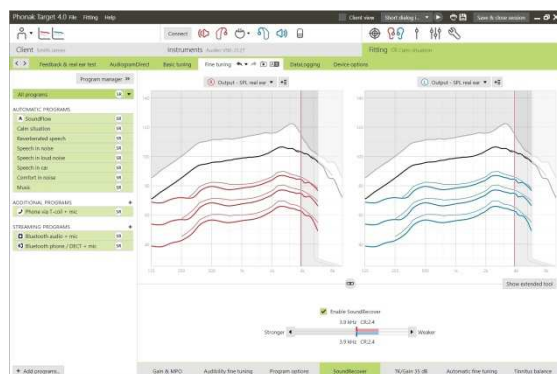 Phonak Target 4.0 File Fitting Help
Client view
Save & close session
Connect
Client
Instruments
Fitting
Feedback & real ear test
AudiogramDirect
Basic tuning
Fine tuning
DataLogging
Device options
Program manager
All programs
Output - SPL real ear
Output - SPL real ear
AUTOMATIC PROGRAMS
SoundFlow
Calm situation
Reverberated speech
Speech in noise
Speech in loud noise
Speech in car
Comfort in noise
Music
ADDITIONAL PROGRAMS
Phone via T-coil + mic
STREAMING PROGRAMS
Bluetooth audio + mic
Bluetooth phone / DECT + mic
Show extended tool
Enable SoundRecover
Stronger
Weaker
+ Add programs...
Gain & MPO
Audibility fine tuning
Program options
SoundRecover
TK/Gain 35 dB
Automatic fine tuning
Tinnitus balance